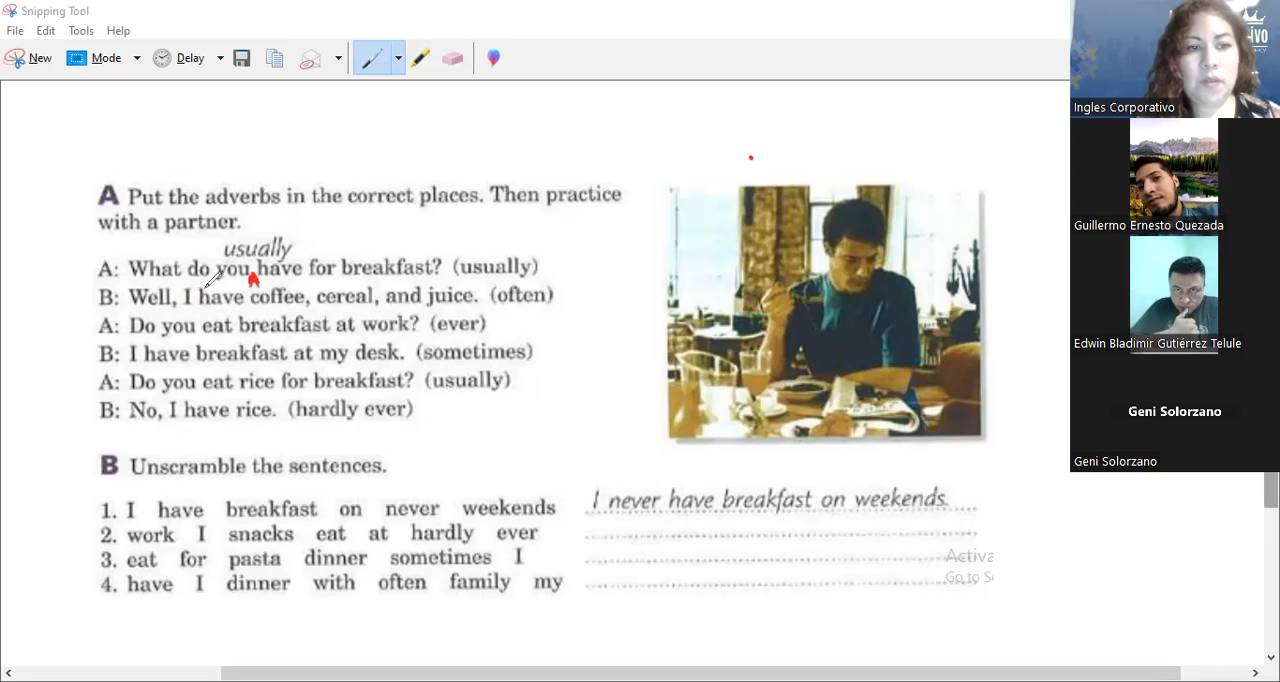 Snipping Tool
File Edit Tools Help
New Mode Delay
A Put the adverbs in the correct places. Then practice
with a partner.
usually
A: What do you have for breakfast? (usually)
B: Well, I have coffee, cereal, and juice. (often)
A: Do you eat breakfast at work? (ever)
B: I have breakfast at my desk. (sometimes)
A: Do you eat rice for breakfast? (usually)
B: No, I have rice. (hardly ever)
B Unscramble the sentences.
1. I have breakfast on never weekends I never have breakfast on weekends.
2. work I snacks eat at hardly ever
3. eat for pasta dinner sometimes I
4. have I dinner with often family my
Activa
Go to S
Ingles Corporativo
Guillermo Ernesto Quezada
Edwin Bladimir Gutiérrez Telule
Geni Solorzano
Geni Solorzano